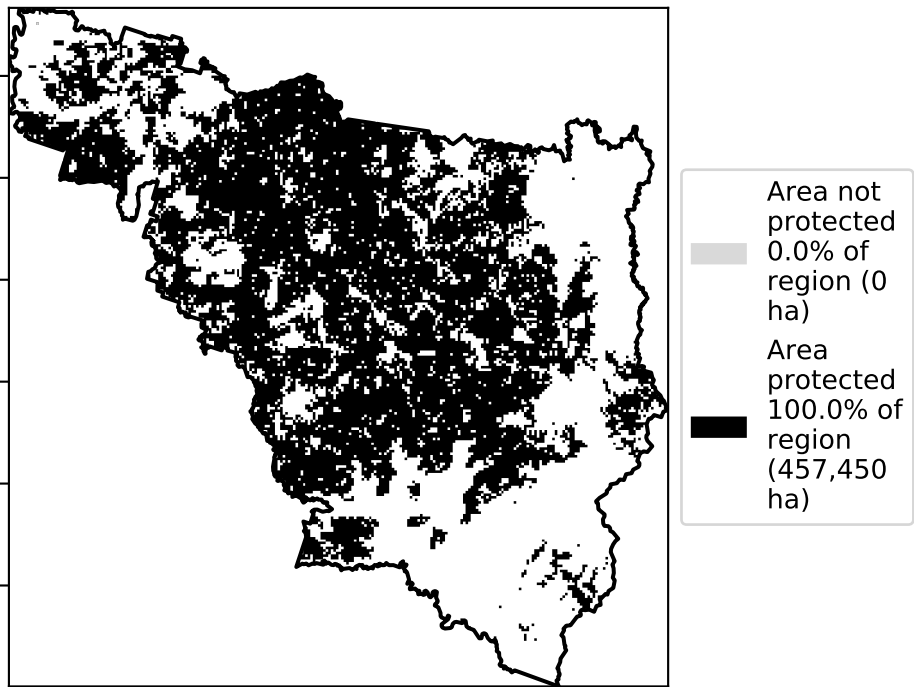 Area not
protected
0.0% of
region (0
ha)
Area
protected
100.0% of
region
(457,450
ha)